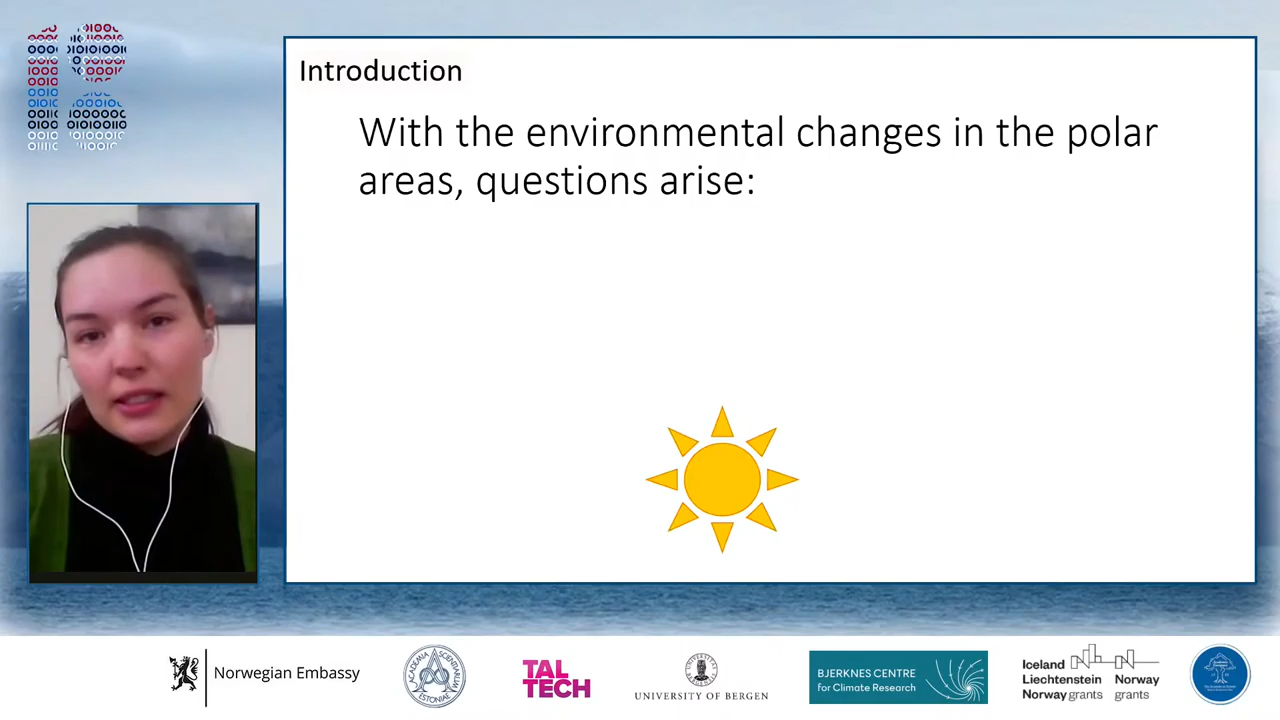 Introduction
With the environmental changes in the polar
areas, questions arise:
Norwegian Embassy
TAL
TECH
UNIVERSITY OF BERGEN
BJERKNES CENTRE
for Climate Research
Iceland
Liechtenstein
Norway grants
Norway
grants